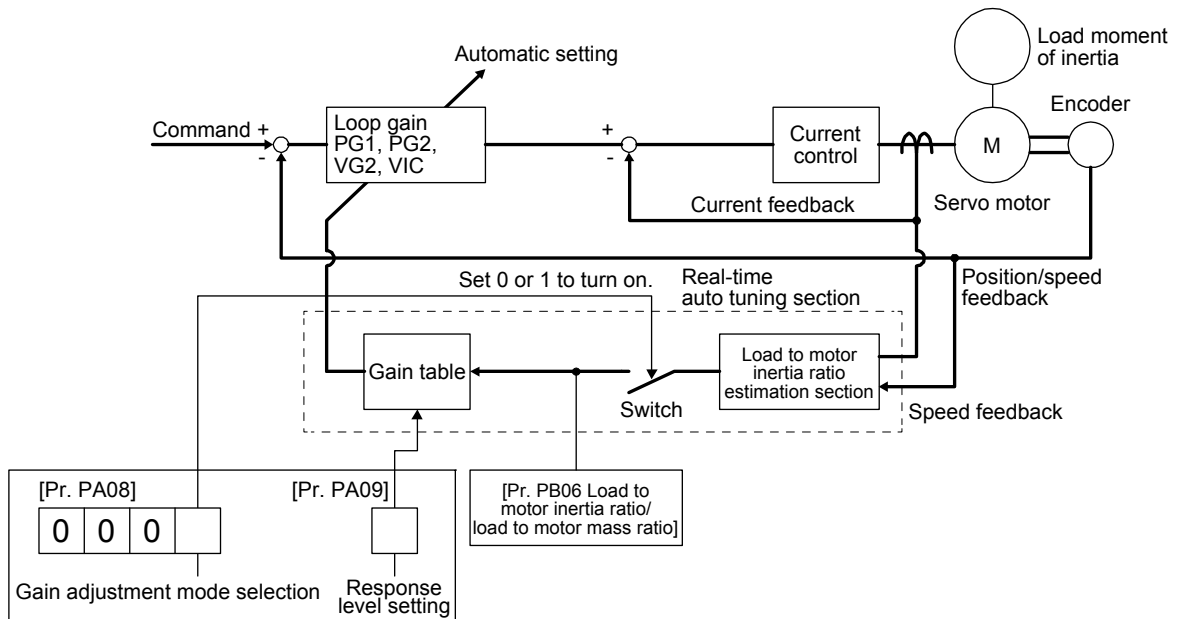 Load moment
of inertia
Automatic setting
Encoder
Command
+
-
Loop gain
PG1, PG2,
VG2, VIC
+
-
Current
control
M
Current feedback
Servo motor
Set 0 or 1 to turn on.
Real-time
auto tuning section
Position/speed
feedback
Gain table
Switch
Load to motor
inertia ratio
estimation section
Speed feedback
[Pr. PA08]
0 0 0
Gain adjustment mode selection
[Pr. PA09]
Response
level setting
[Pr. PB06 Load to
motor inertia ratio/
load to motor mass ratio]